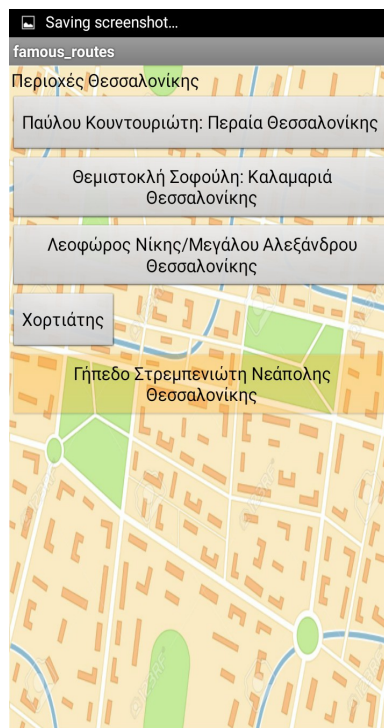 Saving screenshot...
famous_routes
Περιοχές Θεσσαλονίκης
Παύλου Κουντουριώτη: Περαία Θεσσαλονίκης
Θεμιστοκλή Σοφούλη: Καλαμαριά
Θεσσαλονίκης
Λεοφώρος Νίκης/Μεγάλου Αλεξάνδρου
Θεσσαλονίκης
Χορτιάτης
Γήπεδο Στρεμπενιώτη Νεάπολης
Θεσσαλονίκης